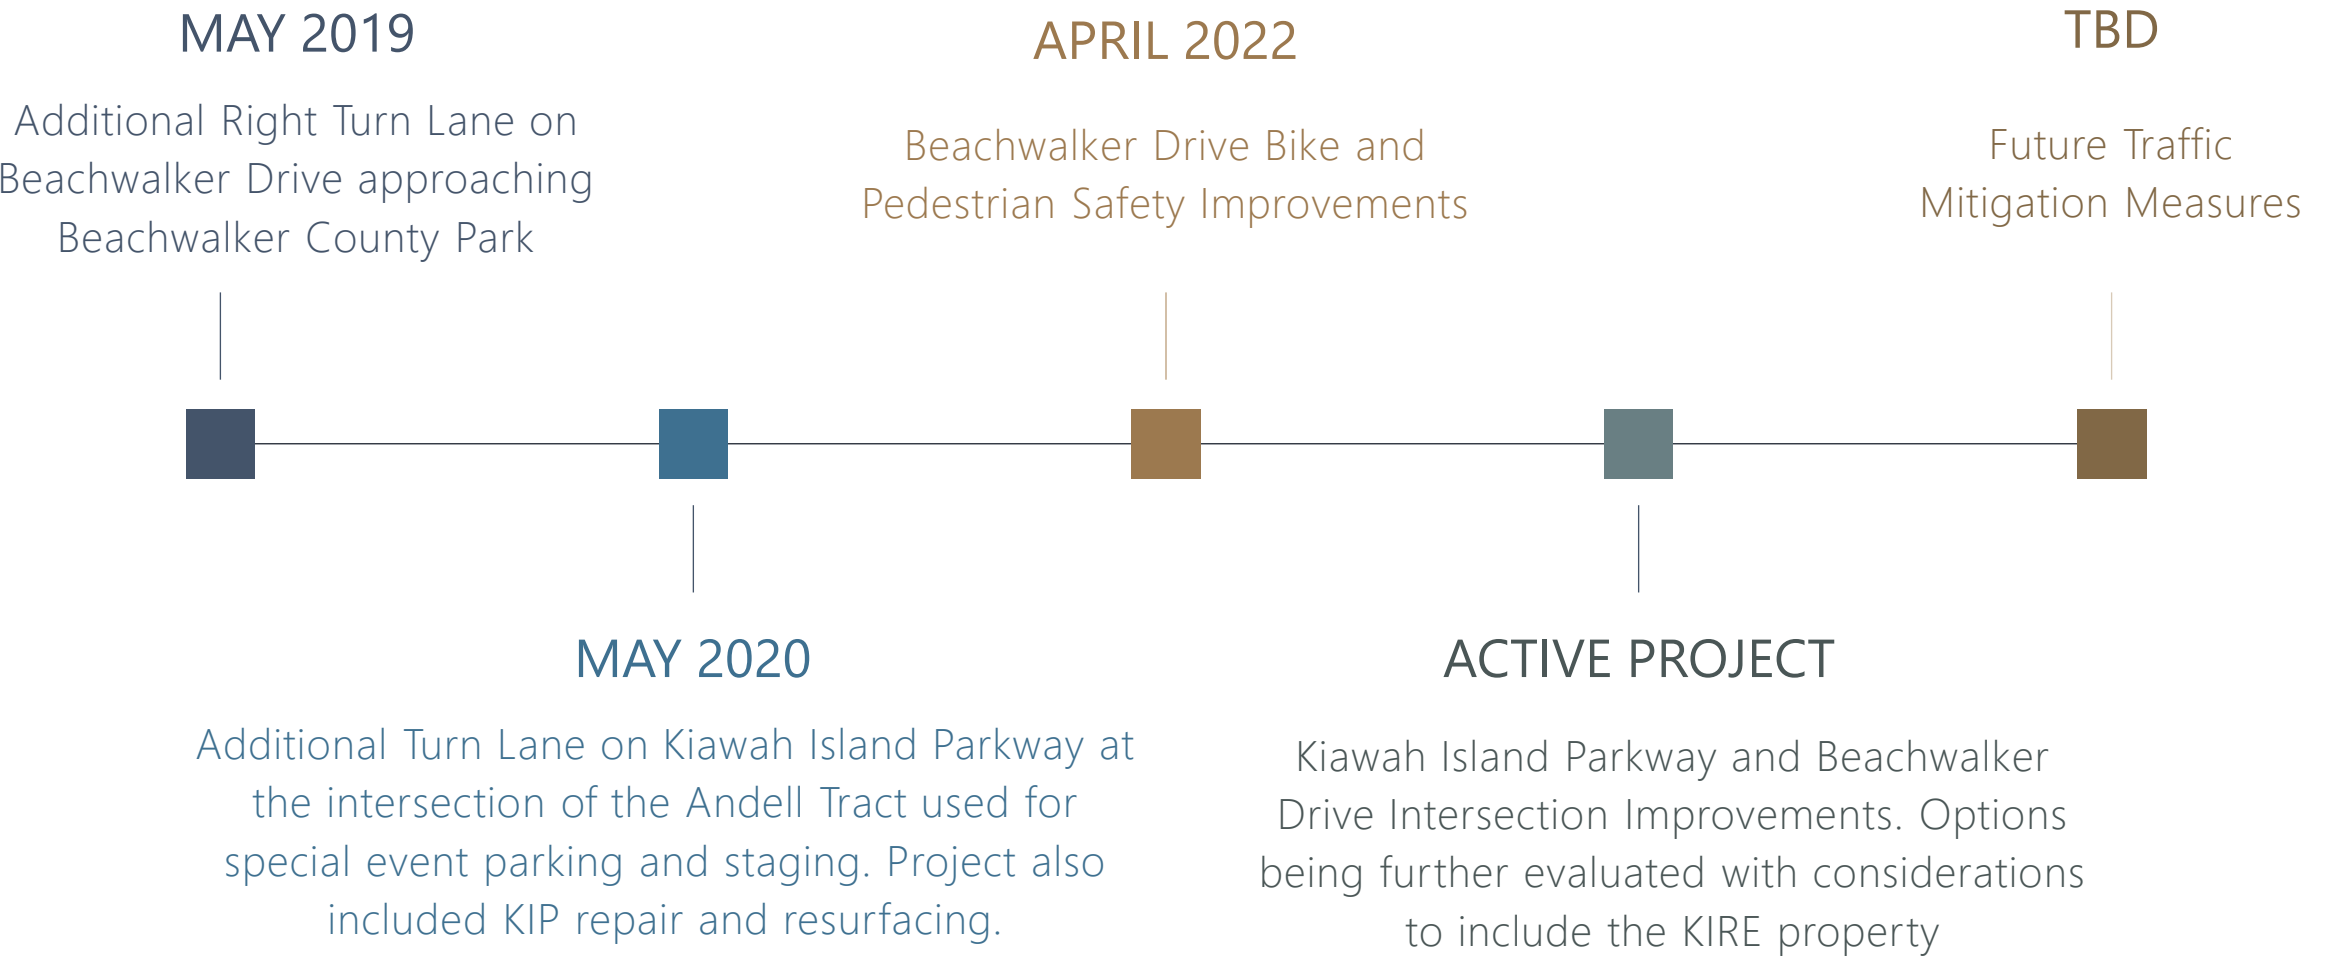 MAY 2019
Additional Right Turn Lane on
Beachwalker Drive approaching
Beachwalker County Park
APRIL 2022
Beachwalker Drive Bike and
Pedestrian Safety Improvements
TBD
Future Traffic
Mitigation Measures
MAY 2020
Additional Turn Lane on Kiawah Island Parkway at
the intersection of the Andell Tract used for
special event parking and staging. Project also
included KIP repair and resurfacing.
ACTIVE PROJECT
Kiawah Island Parkway and Beachwalker
Drive Intersection Improvements. Options
being further evaluated with considerations
to include the KIRE property